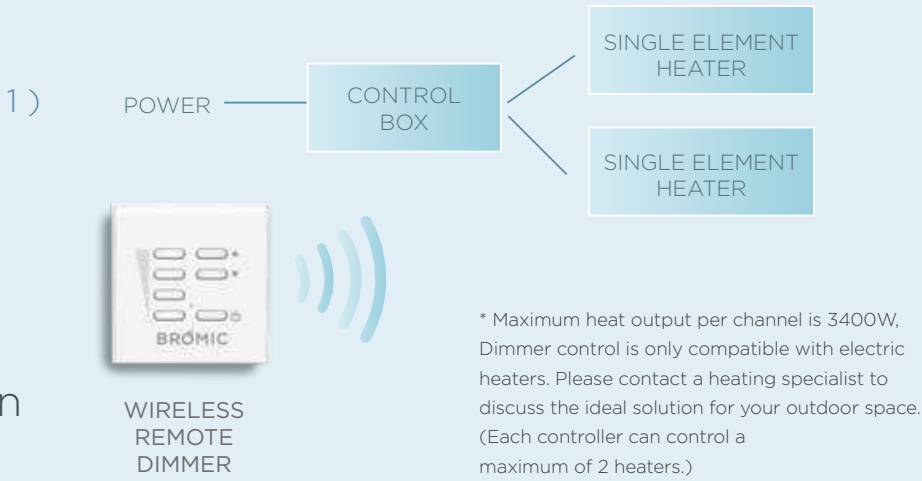 1)
POWER
CONTROL
BOX
SINGLE ELEMENT
HEATER
SINGLE ELEMENT
HEATER
BROMIC
n
WIRELESS
REMOTE
DIMMER
* Maximum heat output per channel is 3400W,
Dimmer control is only compatible with electric
heaters. Please contact a heating specialist to
discuss the ideal solution for your outdoor space.
(Each controller can control a
maximum of 2 heaters.)